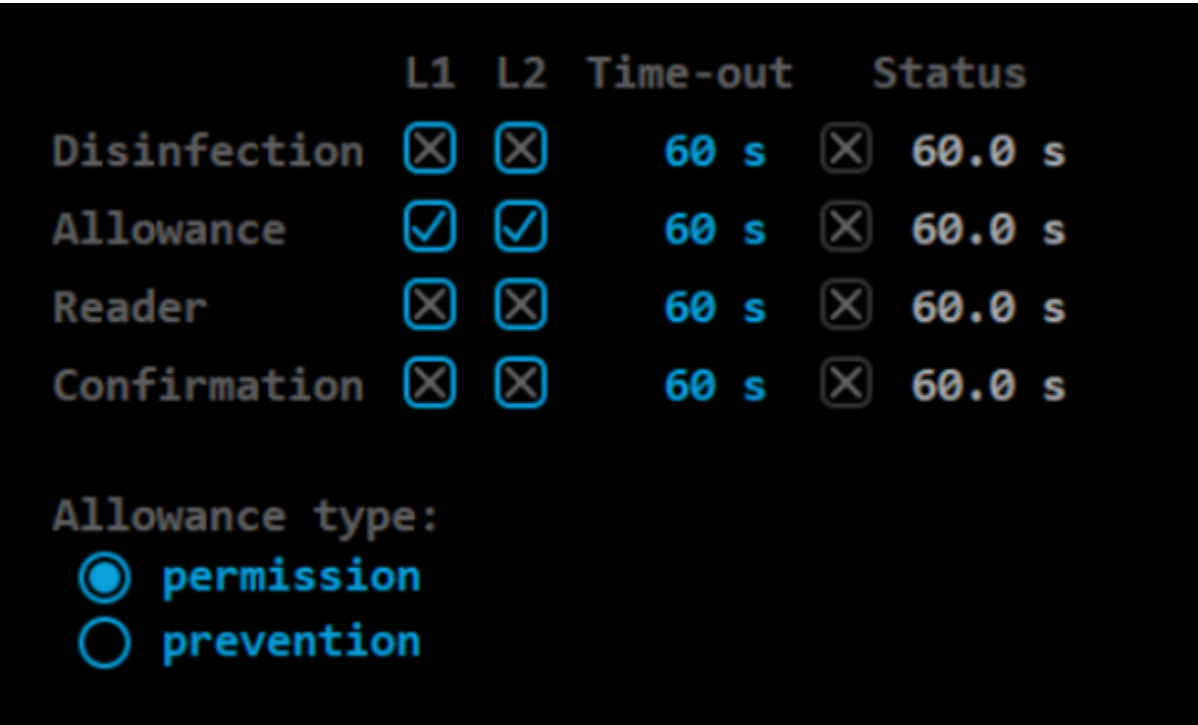 L1 L2 Time-out Status
Disinfection 60 s 60.0 s
Allowance 60 s 60.0 s
Reader 60 s 60.0 s
Confirmation 60 s 60.0 s
Allowance type:
permission
prevention